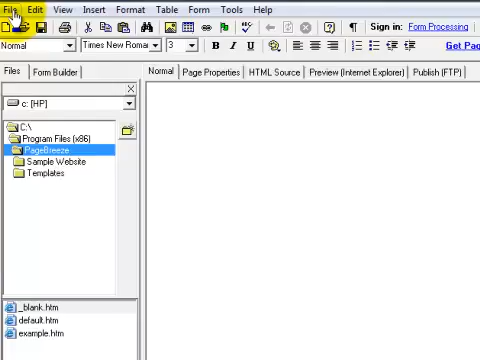 File Edit View Insert Format Table Form Tools Help
Sign in: Form Processing
Normal Times New Roman 3 B I U Get Pag
Files Form Builder Normal Page Properties HTML Source Preview (Internet Explorer) Publish (FTP)
c: [HP]
C:\
Program Files (x86)
PageBreeze
Sample Website
Templates
_blank.htm
default.htm
example.htm